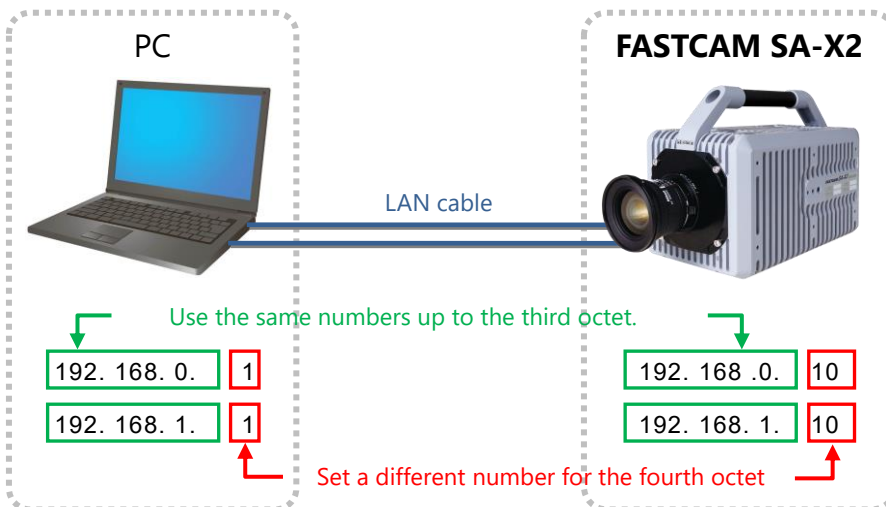 PC
FASTCAM SA-X2
LAN cable
Use the same numbers up to the third octet.
192. 168. 0. 1
192. 168 .0. 10
192. 168. 1. 1
192. 168. 1. 10
Set a different number for the fourth octet